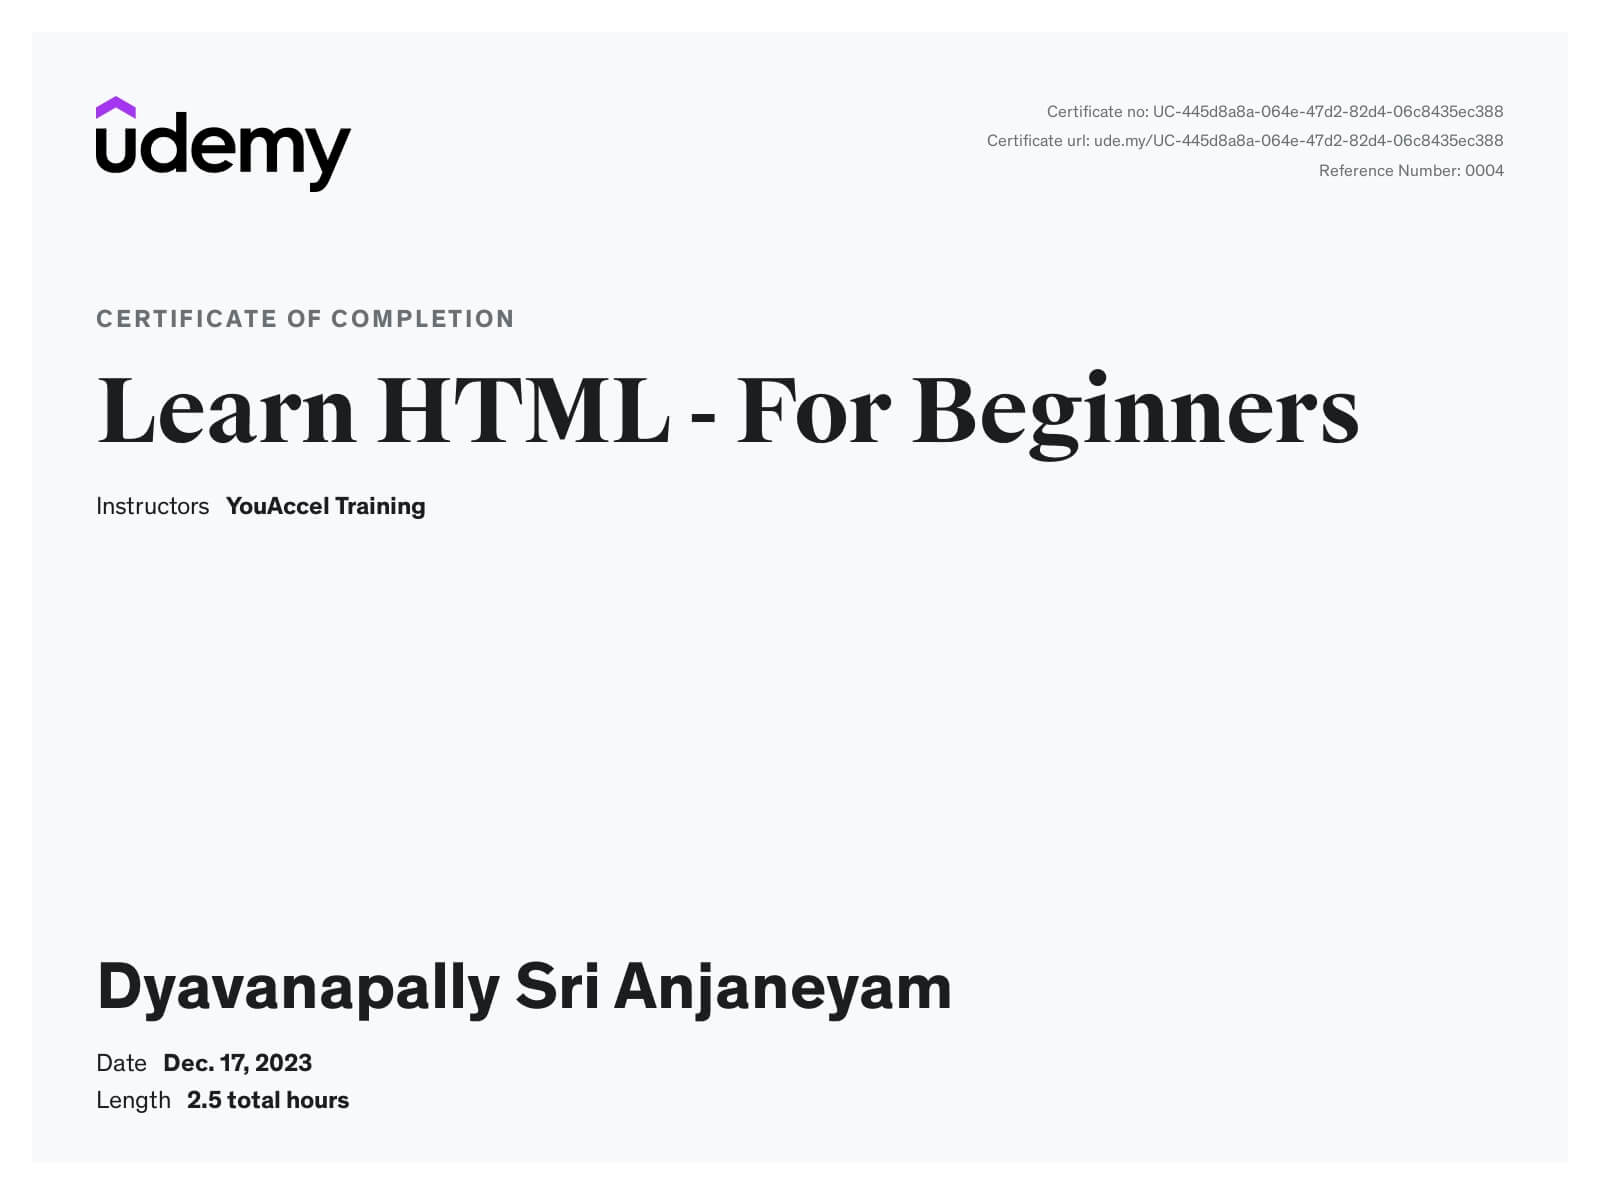 udemy
Certificate no: UC-445d8a8a-064e-47d2-82d4-06c8435ec388
Certificate url: ude.my/UC-445d8a8a-064e-47d2-82d4-06c8435ec388
Reference Number: 0004
CERTIFICATE OF COMPLETION
Learn HTML - For Beginners
Instructors YouAccel Training
Dyavanapally Sri Anjaneyam
Date Dec. 17, 2023
Length 2.5 total hours